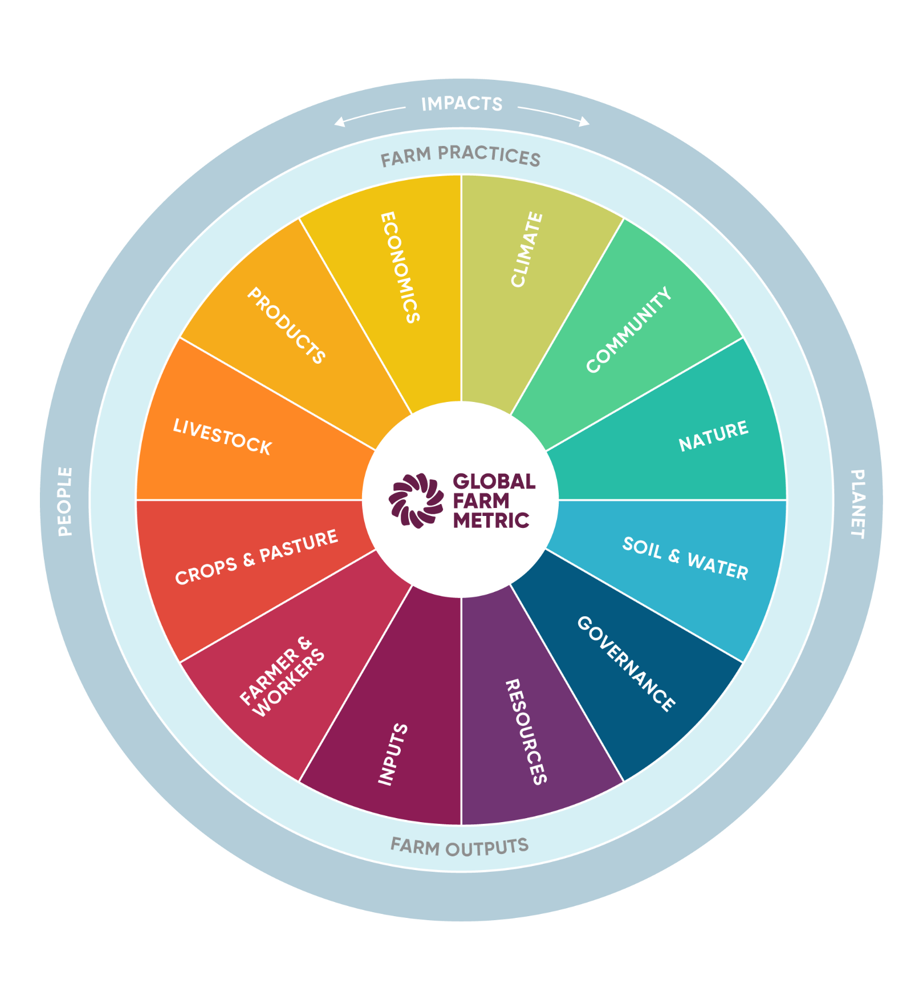 IMPACTS
FARM PRACTICES
ECONOMICS
CLIMATE
PRODUCTS
COMMUNITY
LIVESTOCK
NATURE
PEOPLE
GLOBAL
FARM
METRIC
PLANET
CROPS & PASTURE
SOIL & WATER
FARMER &
WORKERS
GOVERNANCE
INPUTS
RESOURCES
FARM OUTPUTS